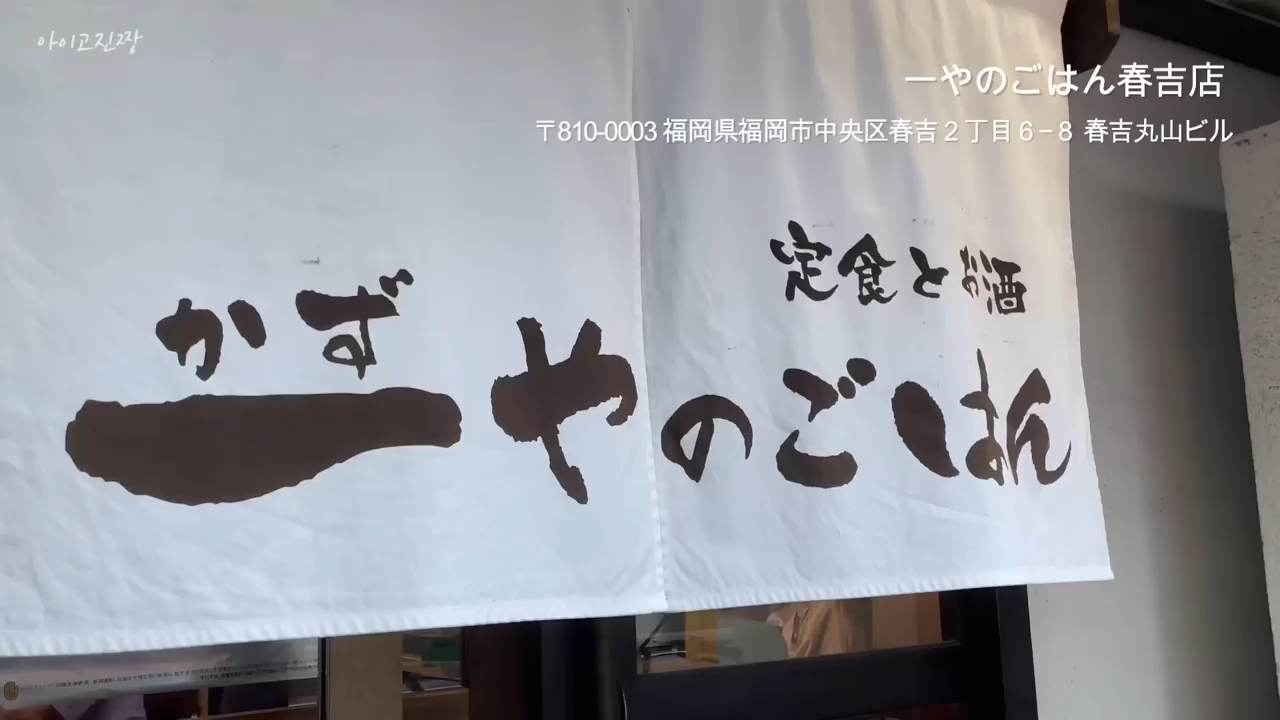 아이고진짱
一やのごはん春吉店
〒810-0003 福岡県福岡市中央区春吉２丁目６−８ 春吉丸山ビル
定食とお酒
かず
一やのごはん